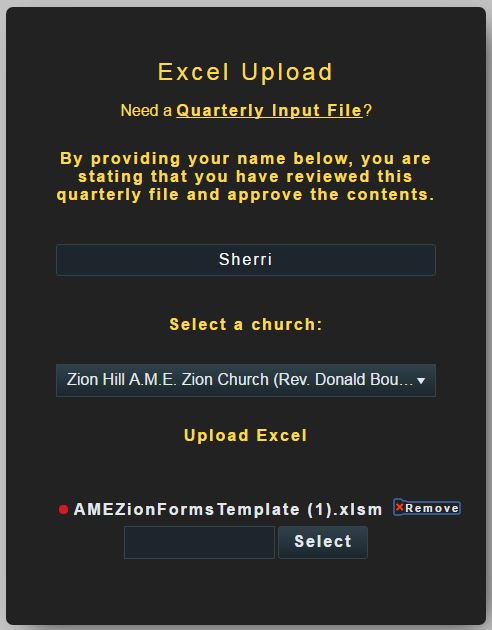 Excel Upload
Need a Quarterly Input File?
By providing your name below, you are
stating that you have reviewed this
quarterly file and approve the contents.
Sherri
Select a church:
Zion Hill A.M.E. Zion Church (Rev. Donald Bou...
Upload Excel
AMEZionFormsTemplate (1).xlsm Remove
Select